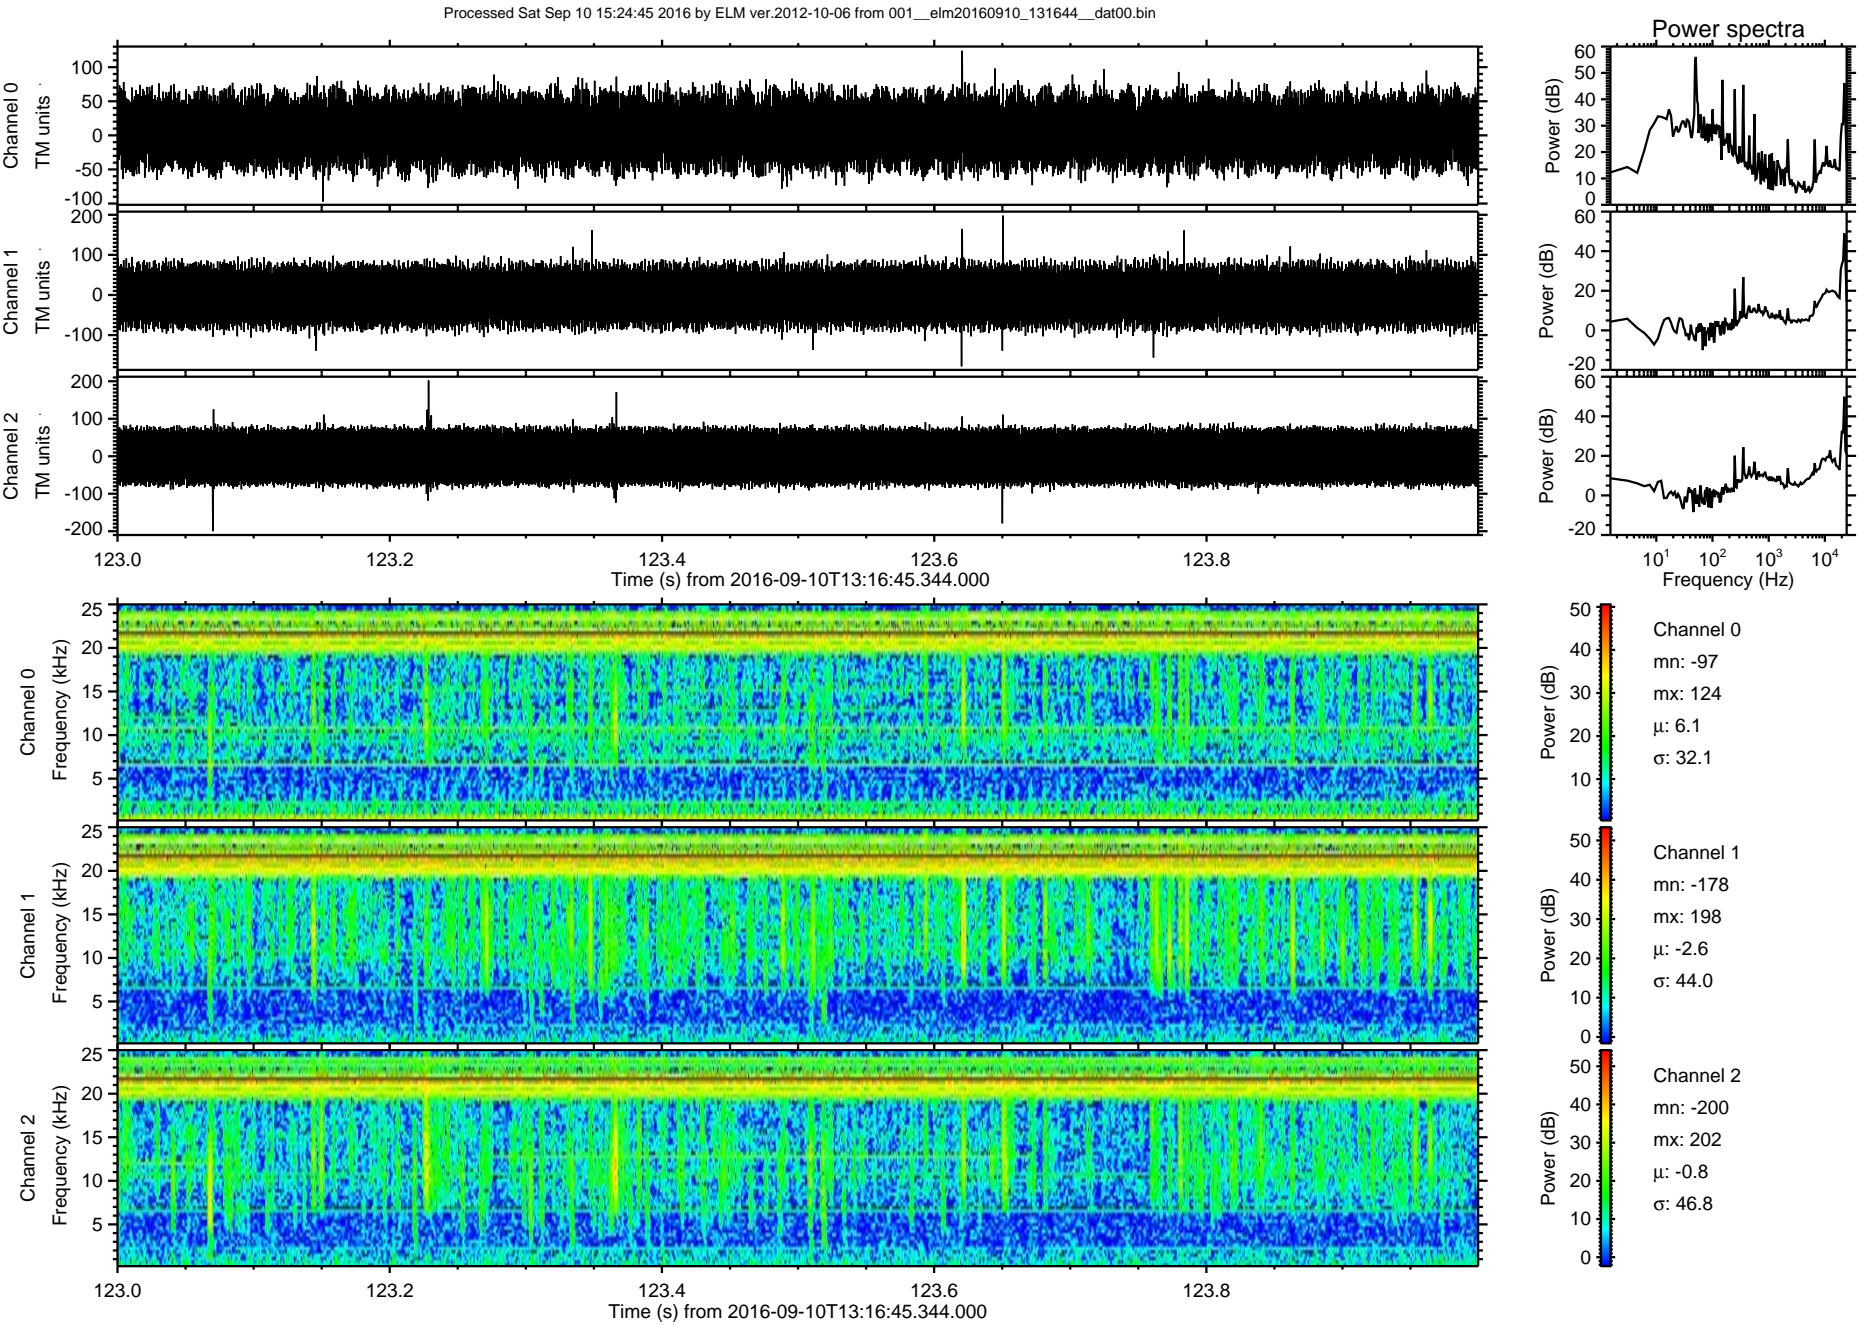 Processed Sat Sep 10 15:24:45 2016 by ELM ver.2012-10-06 from 001__elm20160910_131644__dat00.bin
Power spectra
Channel 0
TM units
100
50
0
-50
-100
Power (dB)
60
50
40
30
20
10
0
Channel 1
TM units
200
100
0
-100
Power (dB)
60
40
20
0
-20
Channel 2
TM units
200
100
0
-100
-200
Power (dB)
60
40
20
0
-20
123.0 123.2 123.4 123.6 123.8
Time (s) from 2016-09-10T13:16:45.344.000
10^1 10^2 10^3 10^4
Frequency (Hz)
Channel 0
Frequency (kHz)
25
20
15
10
5
Power (dB)
50
40
30
20
10
Channel 0
mn: -97
mx: 124
μ: 6.1
σ: 32.1
Channel 1
Frequency (kHz)
25
20
15
10
5
Power (dB)
50
40
30
20
10
0
Channel 1
mn: -178
mx: 198
μ: -2.6
σ: 44.0
Channel 2
Frequency (kHz)
25
20
15
10
5
Power (dB)
50
40
30
20
10
0
Channel 2
mn: -200
mx: 202
μ: -0.8
σ: 46.8
123.0 123.2 123.4 123.6 123.8
Time (s) from 2016-09-10T13:16:45.344.000